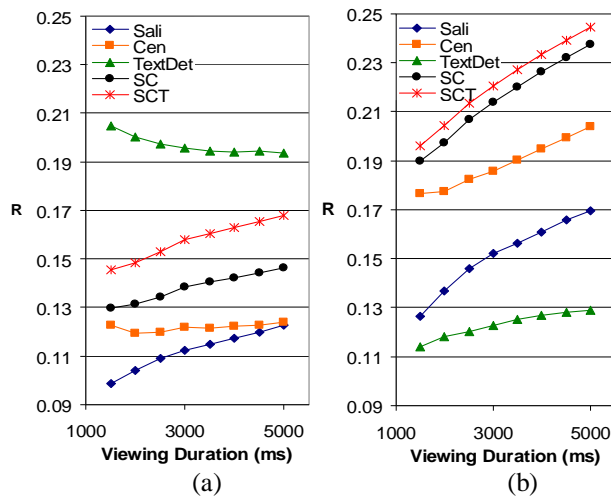 0.25
Sali
Cen
0.23
TextDet
SC
0.21
SCT
0.19
R
0.17
0.15
0.13
0.11
0.09
1000
3000
5000
Viewing Duration (ms)
(a)
0.25
Sali
Cen
0.23
TextDet
SC
0.21
SCT
0.19
R
0.17
0.15
0.13
0.11
0.09
1000
3000
5000
Viewing Duration (ms)
(b)